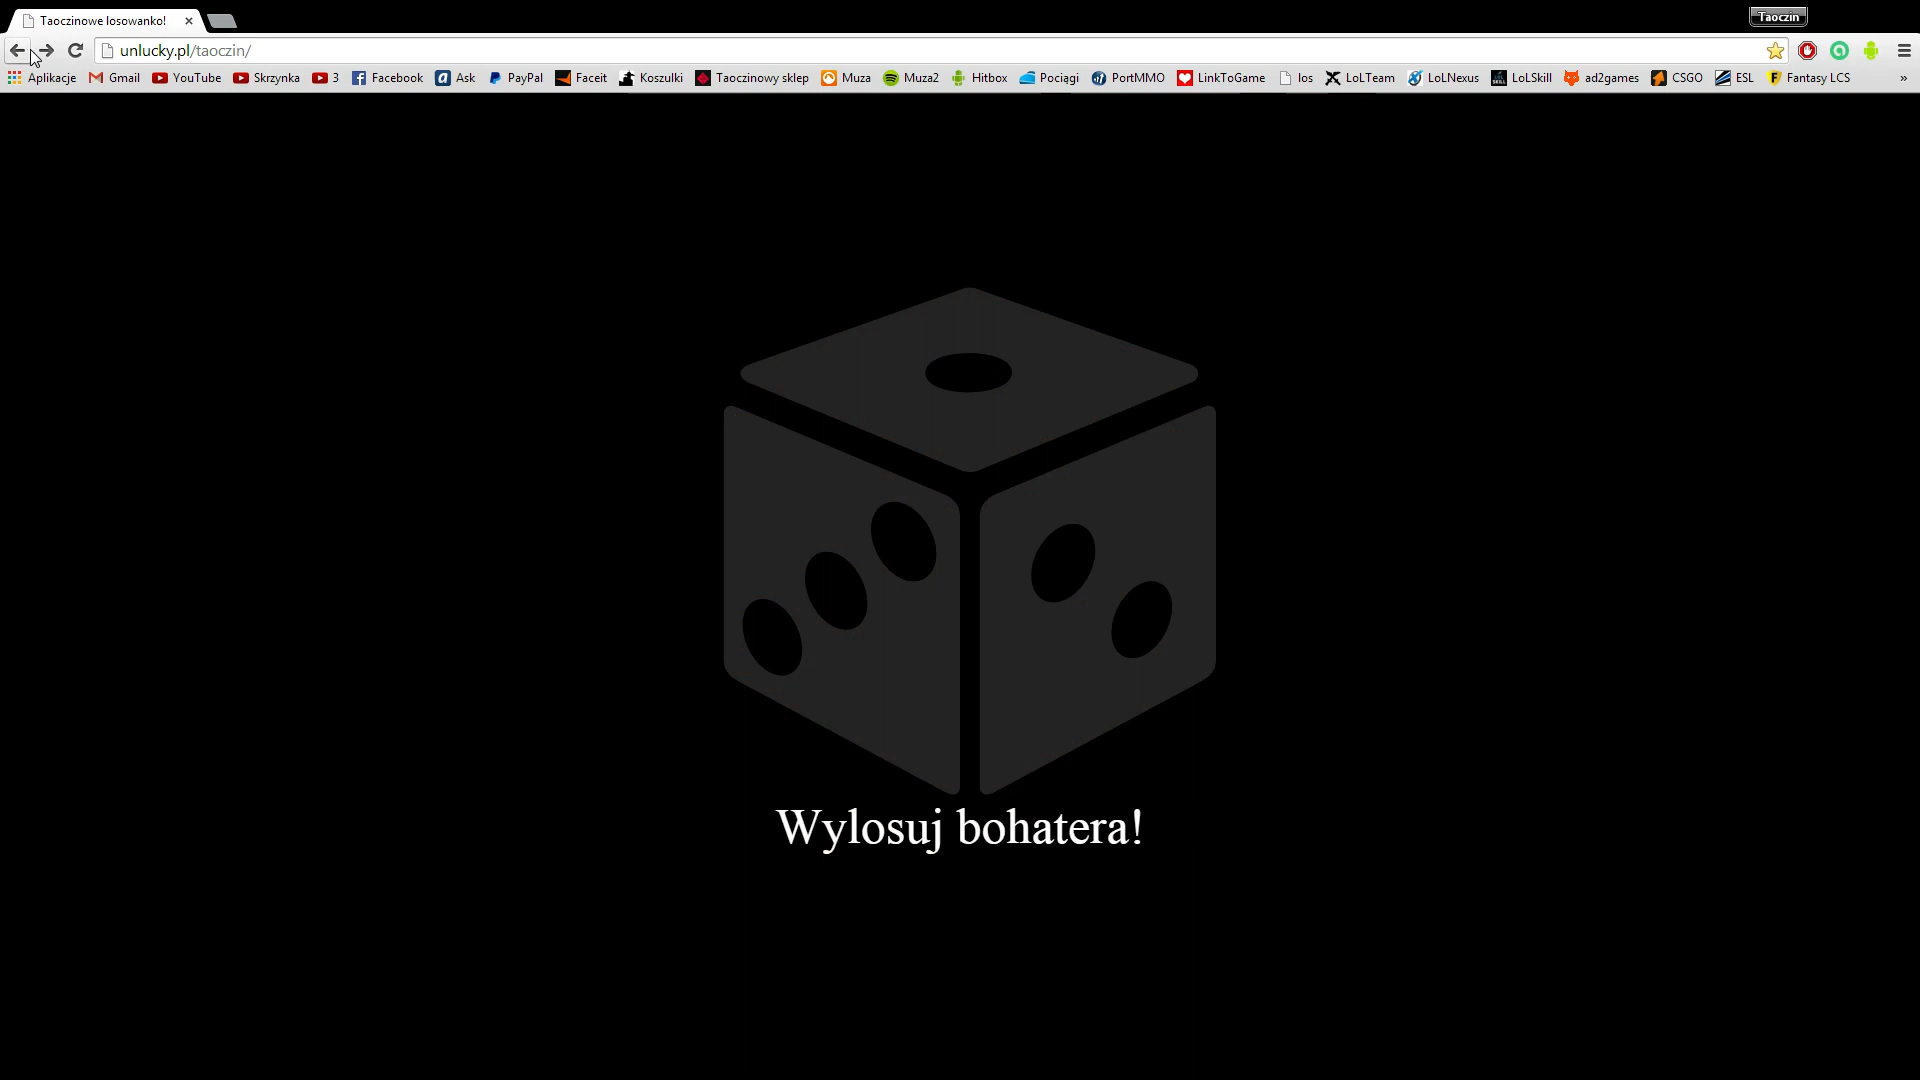 Taoczinowe losowanko!
Taoczin
unlucky.pl/taoczin/
Aplikacje Gmail YouTube Skrzynka 3 Facebook Ask PayPal Faceit Koszulki Taoczinowy sklep Muza Muza2 Hitbox Pociągi PortMMO LinkToGame los LoLTeam LoLNexus LoLSkill ad2games CSGO ESL Fantasy LCS »
Wylosuj bohatera!